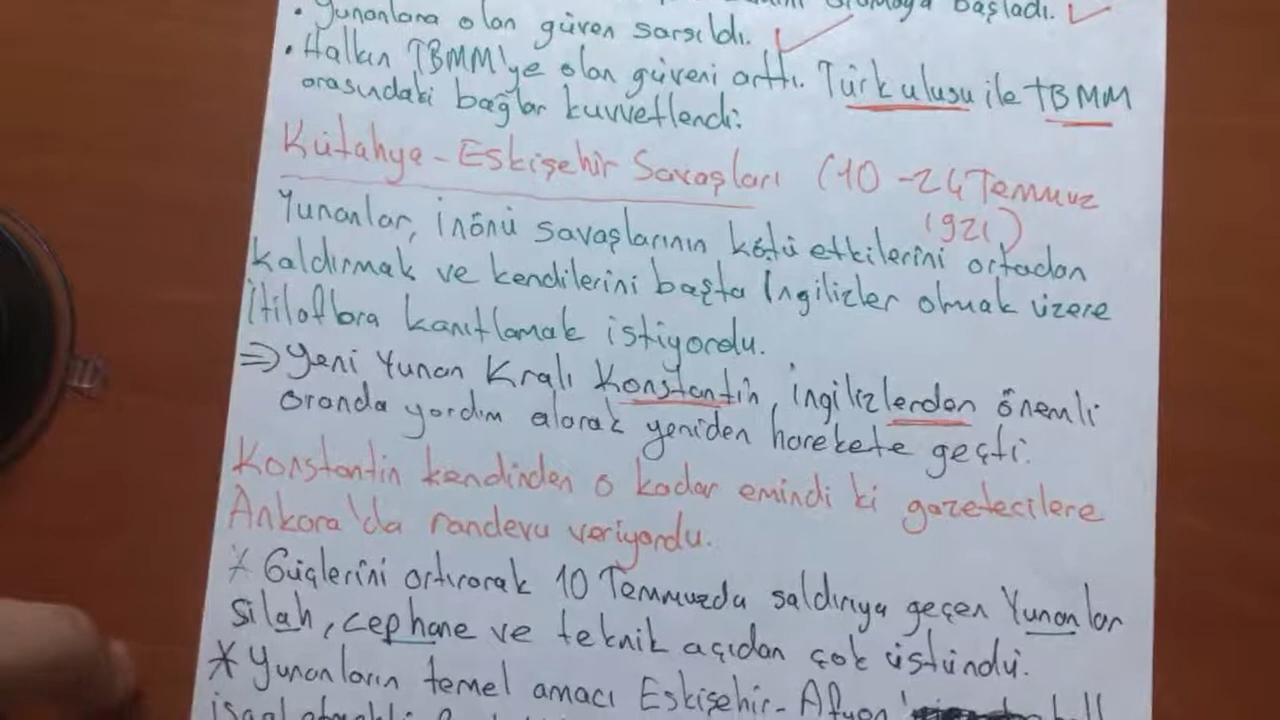 başladı.
• Yunanlara olan güven sarsıldı.
• Halkın TBMM'ye olan güveni arttı. Türk ulusu ile TBMM
arasındaki bağlar kuvvetlendi.
Kütahya - Eskişehir Savaşları (10 - 24 Temmuz
1921)
Yunanlar, İnönü savaşlarının kötü etkilerini ortadan
kaldırmak ve kendilerini başta İngilizler olmak üzere
İtilaflara kanıtlamak istiyordu.
⇒ Yeni Yunan Kralı Konstantin, İngilizlerden önemli
oranda yardım alarak yeniden harekete geçti.
Konstantin kendinden o kadar emindi ki gazetecilere
Ankara'da randevu veriyordu.
* Güçlerini artırarak 10 Temmuzda saldırıya geçen Yunanlar
silah, cephane ve teknik açıdan çok üstündü.
* Yunanların temel amacı Eskişehir - Afyon